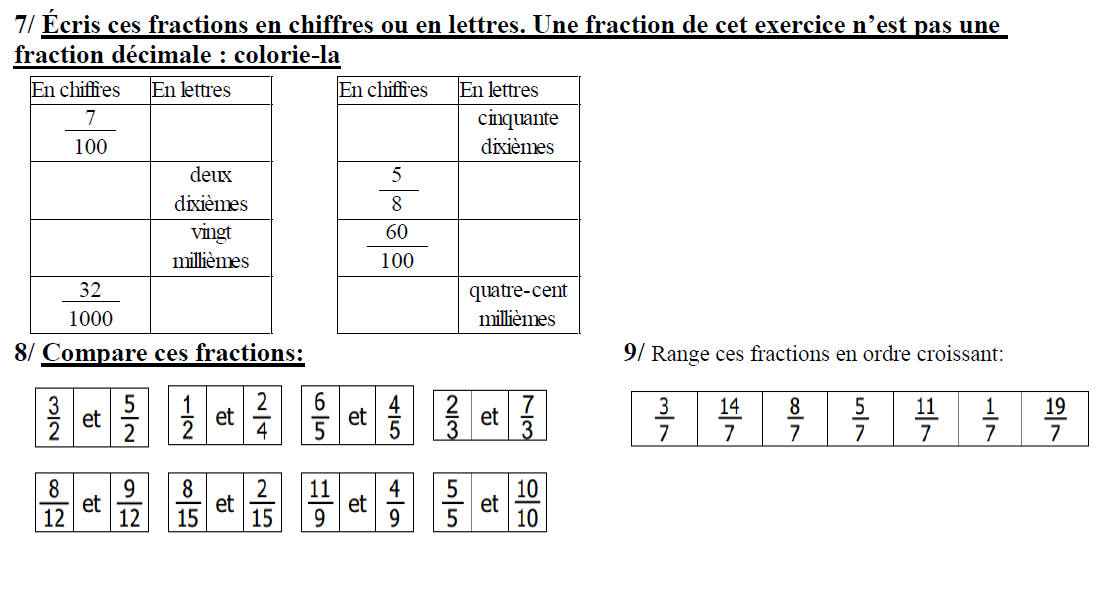 7/ Écris ces fractions en chiffres ou en lettres. Une fraction de cet exercice n’est pas une
fraction décimale : colorie-la
En chiffres En lettres
7
100
deux
dixièmes
vingt
millièmes
32
1000
En chiffres En lettres
cinquante
dixièmes
5
8
60
100
quatre-cent
millièmes
8/ Compare ces fractions:
3/2 et 5/2 1/2 et 2/4 6/5 et 4/5 2/3 et 7/3
8/12 et 9/12 8/15 et 2/15 11/9 et 4/9 5/5 et 10/10
9/ Range ces fractions en ordre croissant:
3/7 14/7 8/7 5/7 11/7 1/7 19/7